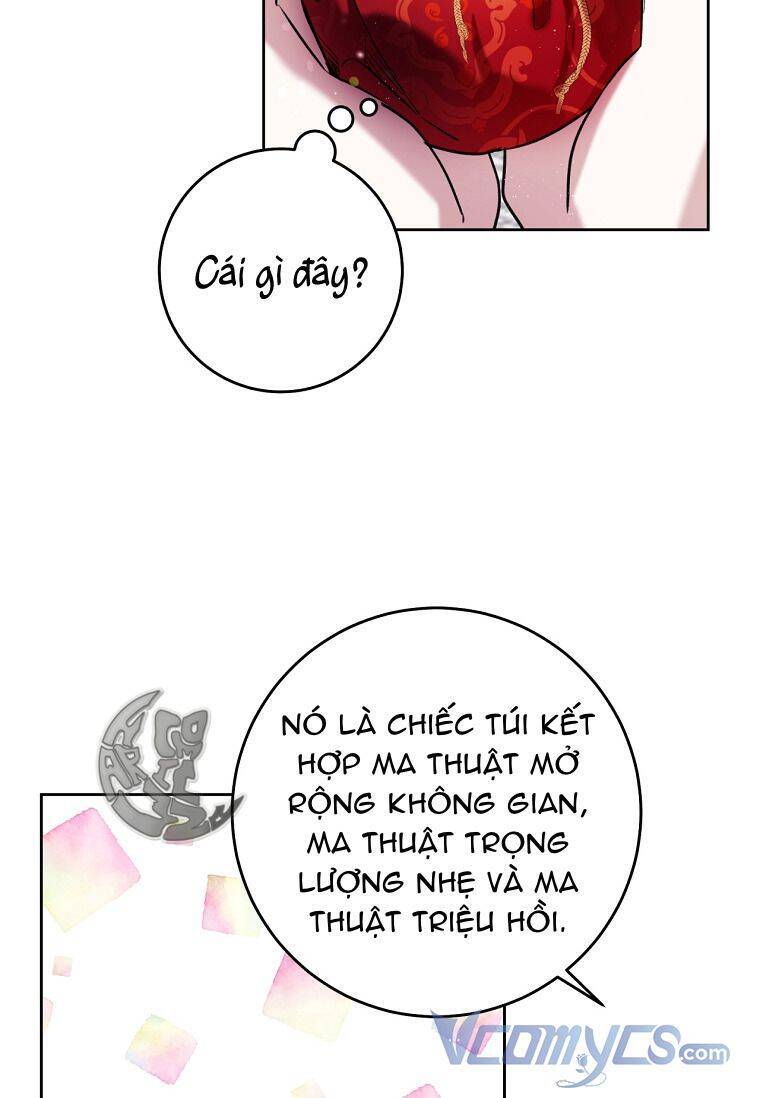 Cái gì đây?
NÓ LÀ CHIẾC TÚI KẾT
HỢP MA THUẬT MỞ
RỘNG KHÔNG GIAN,
MA THUẬT TRỌNG
LƯỢNG NHẸ VÀ MA
THUẬT TRIỆU HỒI.
VCOMYCS.com